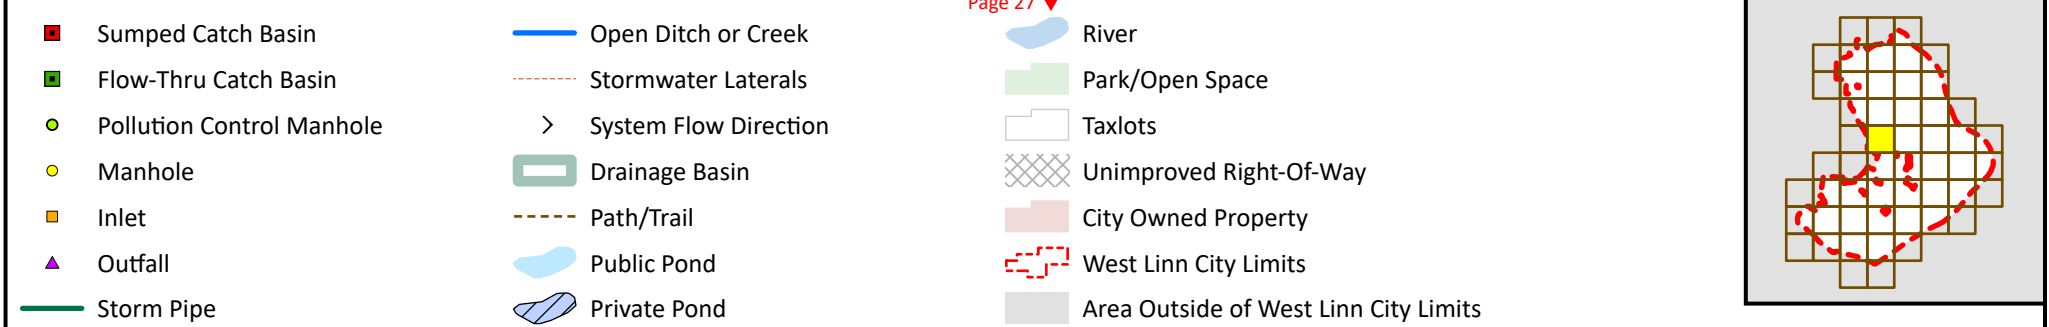 Page 27
Sumped Catch Basin
Flow-Thru Catch Basin
Pollution Control Manhole
Manhole
Inlet
Outfall
Storm Pipe
Open Ditch or Creek
Stormwater Laterals
System Flow Direction
Drainage Basin
Path/Trail
Public Pond
Private Pond
River
Park/Open Space
Taxlots
Unimproved Right-Of-Way
City Owned Property
West Linn City Limits
Area Outside of West Linn City Limits